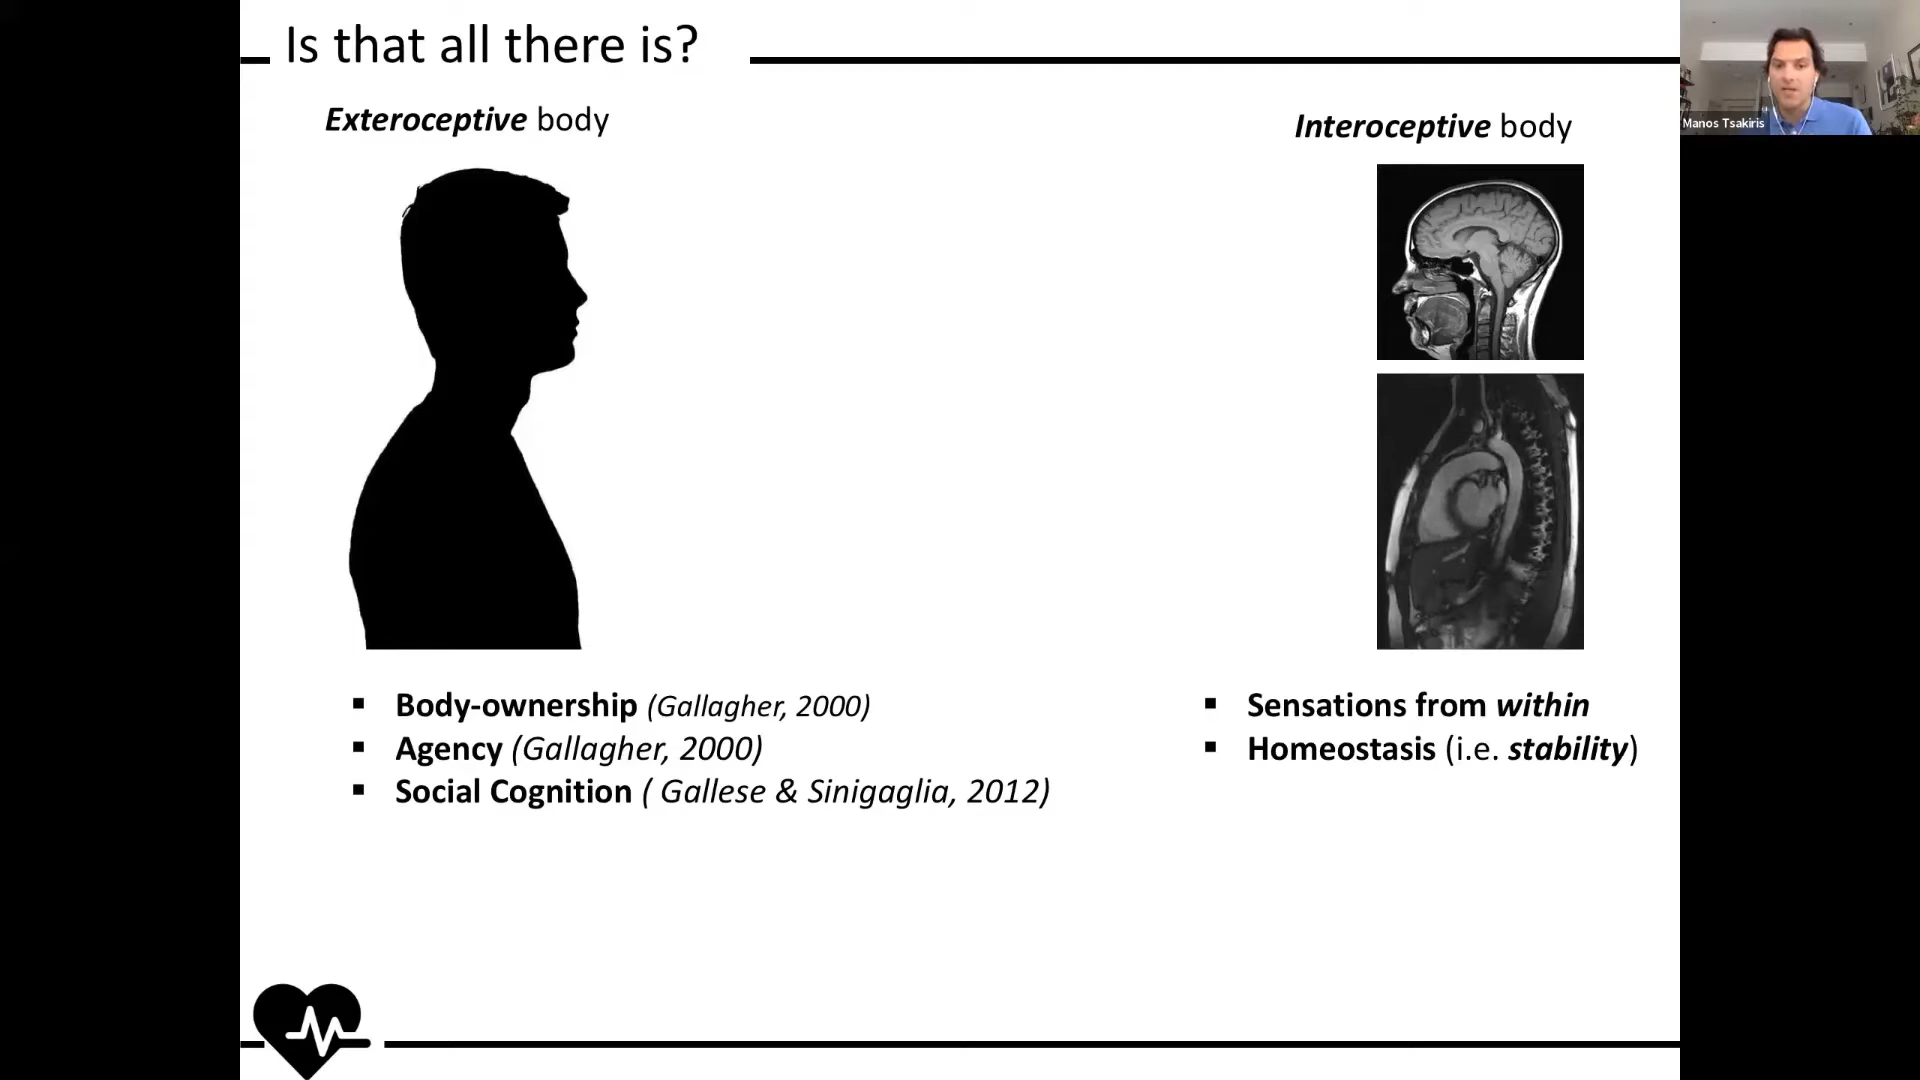 Is that all there is?
Exteroceptive body
Interoceptive body
Manos Tsakiris
▪ Body-ownership (Gallagher, 2000)
▪ Agency (Gallagher, 2000)
▪ Social Cognition ( Gallese & Sinigaglia, 2012)
▪ Sensations from within
▪ Homeostasis (i.e. stability)